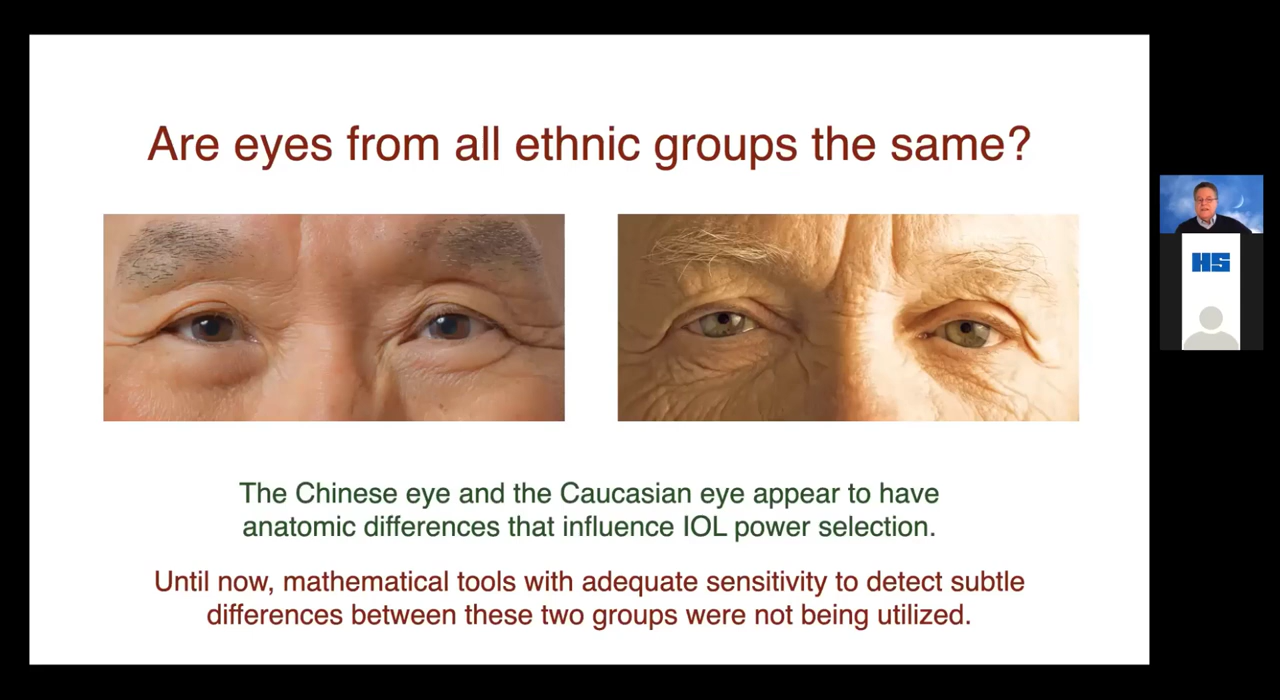 Are eyes from all ethnic groups the same?
HS
The Chinese eye and the Caucasian eye appear to have
anatomic differences that influence IOL power selection.
Until now, mathematical tools with adequate sensitivity to detect subtle
differences between these two groups were not being utilized.